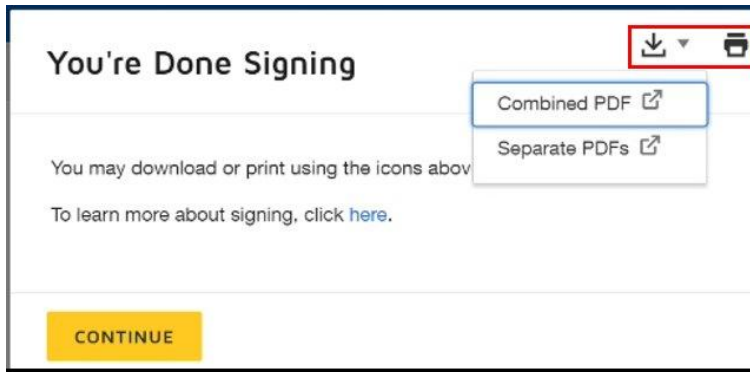 You're Done Signing
Combined PDF
Separate PDFs
You may download or print using the icons abov
To learn more about signing, click here.
CONTINUE